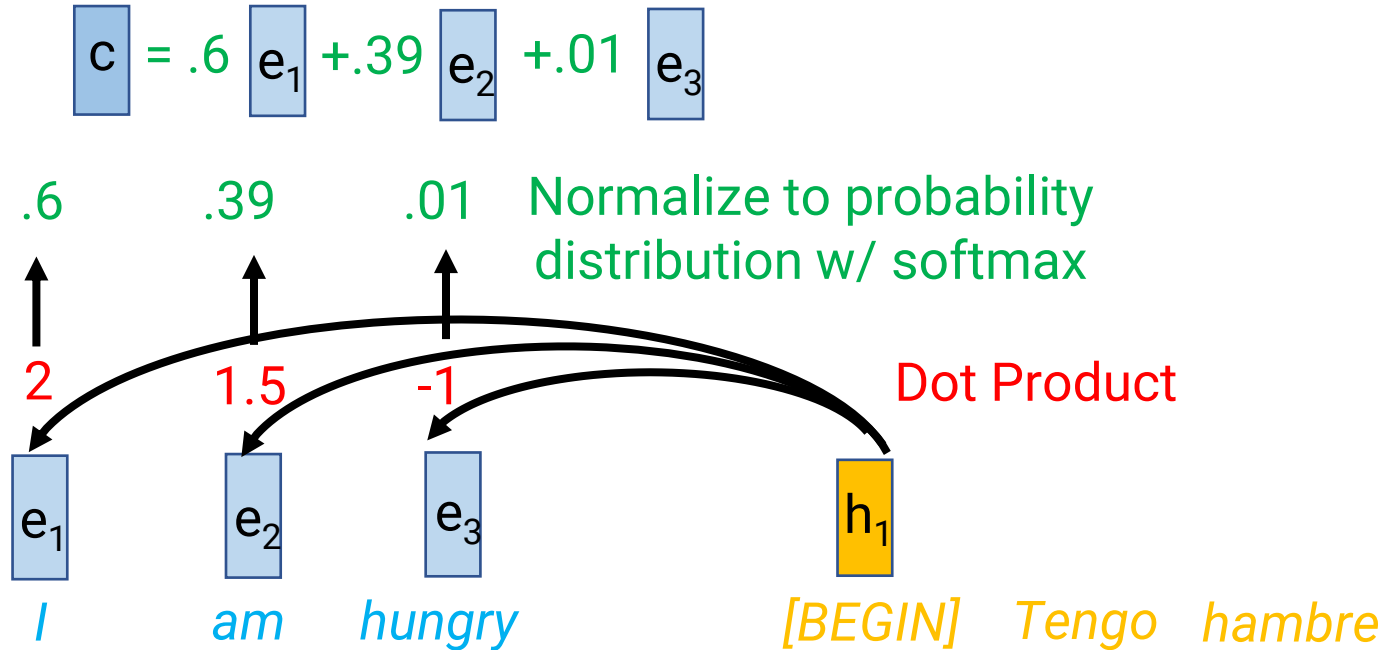 c = .6 e₁ +.39 e₂ +.01 e₃
.6 .39 .01 Normalize to probability
distribution w/ softmax
2 1.5 -1 Dot Product
e₁ e₂ e₃ h₁
I am hungry [BEGIN] Tengo hambre